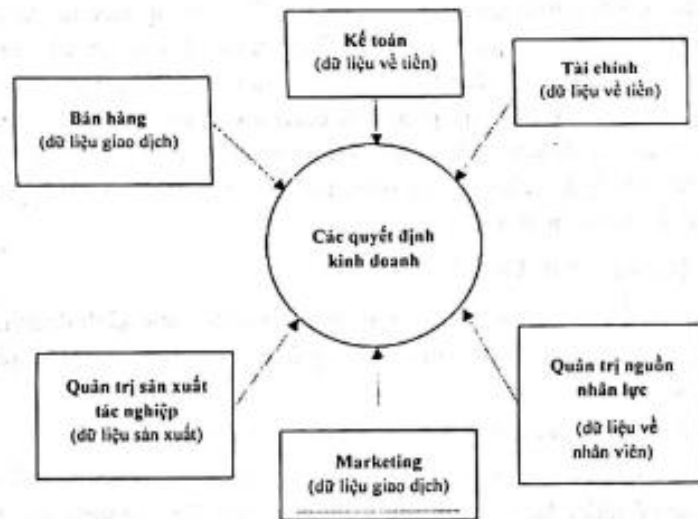 Kế toán
(dữ liệu về tiền)
Tài chính
(dữ liệu về tiền)
Bán hàng
(dữ liệu giao dịch)
Các quyết định
kinh doanh
Quản trị sản xuất
tác nghiệp
(dữ liệu sản xuất)
Marketing
(dữ liệu giao dịch)
Quản trị nguồn
nhân lực
(dữ liệu về
nhân viên)